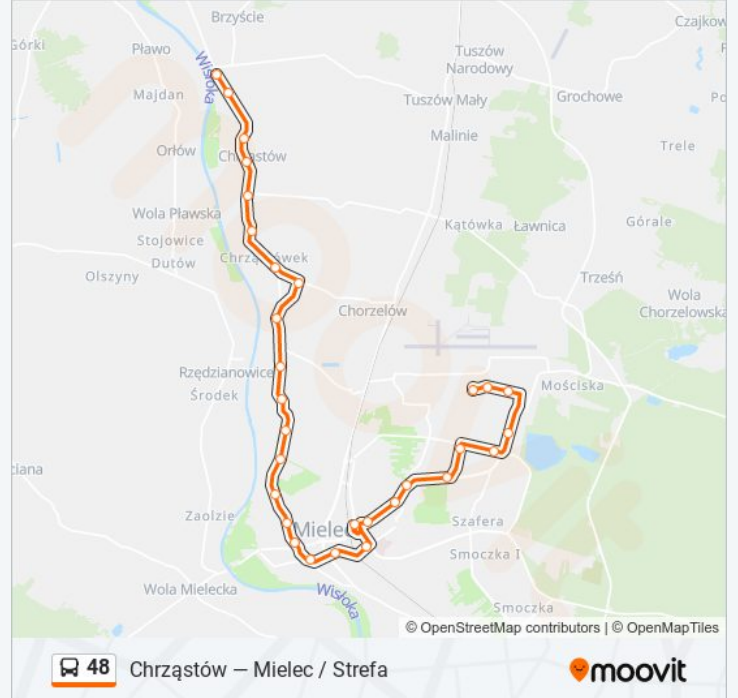 Brzyście
Czajkow
Górki
Pławo
Tuszów
Narodowy
Wisłoka
Majdan
Tuszów Mały
Grochowe
Po
Malinie
Trele
Orłów
Chrząstów
Wola Pławska
Kątówka
Ławnica
Górale
Stojowice
Dutów
Chrząstówek
Olszyny
Trześń
Wola
Chorzelowska
Chorzelów
Rzędzianowice
Mościska
Środek
ciana
Zaolzie
Mielec
Szafera
Smoczka I
Wola Mielecka
Wisłoka
Smoczka
© OpenStreetMap contributors | © OpenMapTiles
48
Chrząstów — Mielec / Strefa
moovit